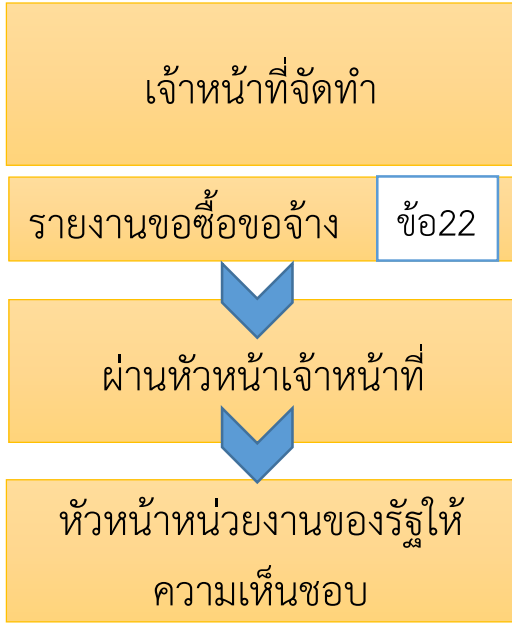 เจ้าหน้าที่จัดทำ
รายงานขอซื้อขอจ้าง ข้อ22
ผ่านหัวหน้าเจ้าหน้าที่
หัวหน้าหน่วยงานของรัฐให้
ความเห็นชอบ